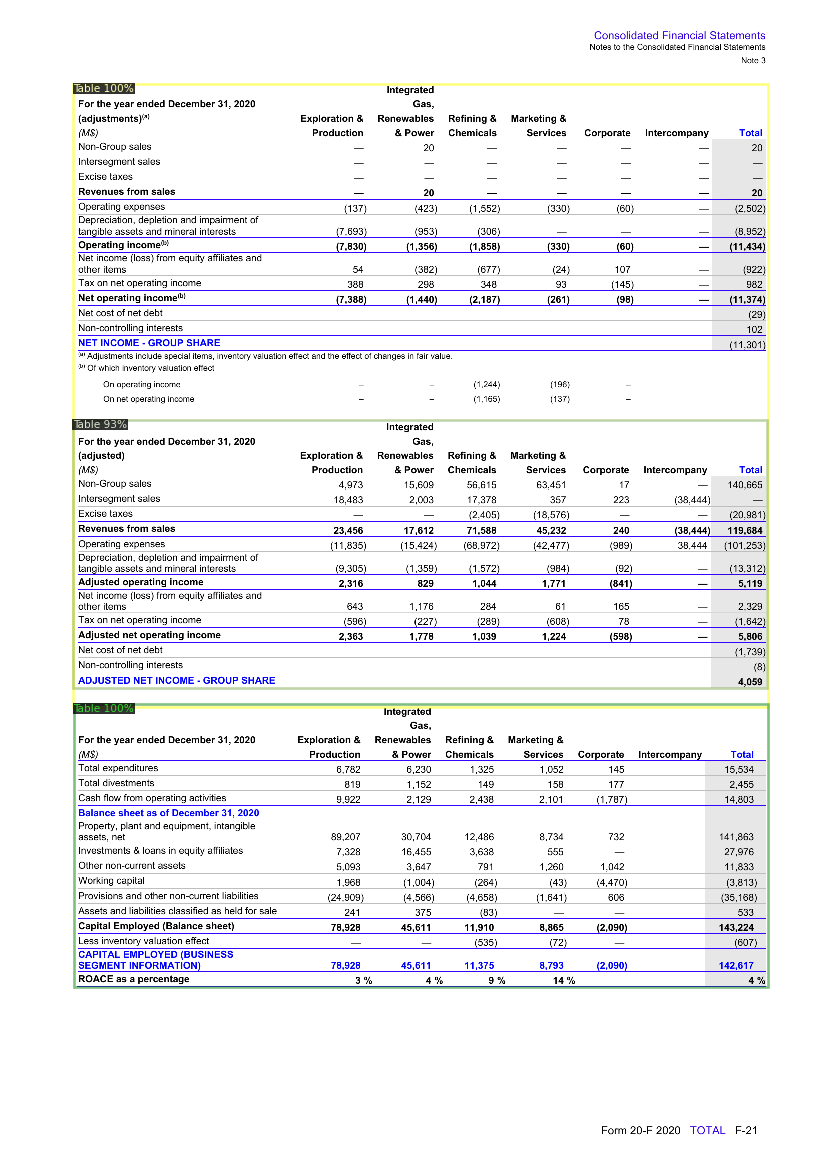 Consolidated Financial Statements
Notes to the Consolidated Financial Statements
Note 3
Table 100%
For the year ended December 31, 2020 (adjustments)(a) (M$) Exploration & Production Integrated Gas, Renewables & Power Refining & Chemicals Marketing & Services Corporate Intercompany Total
Non-Group sales — 20 — — — — 20
Intersegment sales — — — — — — —
Excise taxes — — — — — — —
Revenues from sales — 20 — — — — 20
Operating expenses (137) (423) (1,552) (330) (60) — (2,502)
Depreciation, depletion and impairment of
tangible assets and mineral interests (7,693) (953) (306) — — — (8,952)
Operating income(b) (7,830) (1,356) (1,858) (330) (60) — (11,434)
Net income (loss) from equity affiliates and
other items 54 (382) (677) (24) 107 — (922)
Tax on net operating income 388 298 348 93 (145) — 982
Net operating income(b) (7,388) (1,440) (2,187) (261) (98) — (11,374)
Net cost of net debt (29)
Non-controlling interests 102
NET INCOME - GROUP SHARE (11,301)
(a) Adjustments include special items, inventory valuation effect and the effect of changes in fair value.
(b) Of which inventory valuation effect
On operating income – – (1,244) (196) –
On net operating income – – (1,165) (137) –
Table 93%
For the year ended December 31, 2020 (adjusted) (M$) Exploration & Production Integrated Gas, Renewables & Power Refining & Chemicals Marketing & Services Corporate Intercompany Total
Non-Group sales 4,973 15,609 56,615 63,451 17 — 140,665
Intersegment sales 18,483 2,003 17,378 357 223 (38,444) —
Excise taxes — — (2,405) (18,576) — — (20,981)
Revenues from sales 23,456 17,612 71,588 45,232 240 (38,444) 119,684
Operating expenses (11,835) (15,424) (68,972) (42,477) (989) 38,444 (101,253)
Depreciation, depletion and impairment of
tangible assets and mineral interests (9,305) (1,359) (1,572) (984) (92) — (13,312)
Adjusted operating income 2,316 829 1,044 1,771 (841) — 5,119
Net income (loss) from equity affiliates and
other items 643 1,176 284 61 165 — 2,329
Tax on net operating income (596) (227) (289) (608) 78 — (1,642)
Adjusted net operating income 2,363 1,778 1,039 1,224 (598) — 5,806
Net cost of net debt (1,739)
Non-controlling interests (8)
ADJUSTED NET INCOME - GROUP SHARE 4,059
Table 100%
For the year ended December 31, 2020 (M$) Exploration & Production Integrated Gas, Renewables & Power Refining & Chemicals Marketing & Services Corporate Intercompany Total
Total expenditures 6,782 6,230 1,325 1,052 145 15,534
Total divestments 819 1,152 149 158 177 2,455
Cash flow from operating activities 9,922 2,129 2,438 2,101 (1,787) 14,803
Balance sheet as of December 31, 2020
Property, plant and equipment, intangible
assets, net 89,207 30,704 12,486 8,734 732 141,863
Investments & loans in equity affiliates 7,328 16,455 3,638 555 — 27,976
Other non-current assets 5,093 3,647 791 1,260 1,042 11,833
Working capital 1,968 (1,004) (264) (43) (4,470) (3,813)
Provisions and other non-current liabilities (24,909) (4,566) (4,658) (1,641) 606 (35,168)
Assets and liabilities classified as held for sale 241 375 (83) — — 533
Capital Employed (Balance sheet) 78,928 45,611 11,910 8,865 (2,090) 143,224
Less inventory valuation effect — — (535) (72) — (607)
CAPITAL EMPLOYED (BUSINESS
SEGMENT INFORMATION) 78,928 45,611 11,375 8,793 (2,090) 142,617
ROACE as a percentage 3 % 4 % 9 % 14 % 4 %
Form 20-F 2020 TOTAL F-21